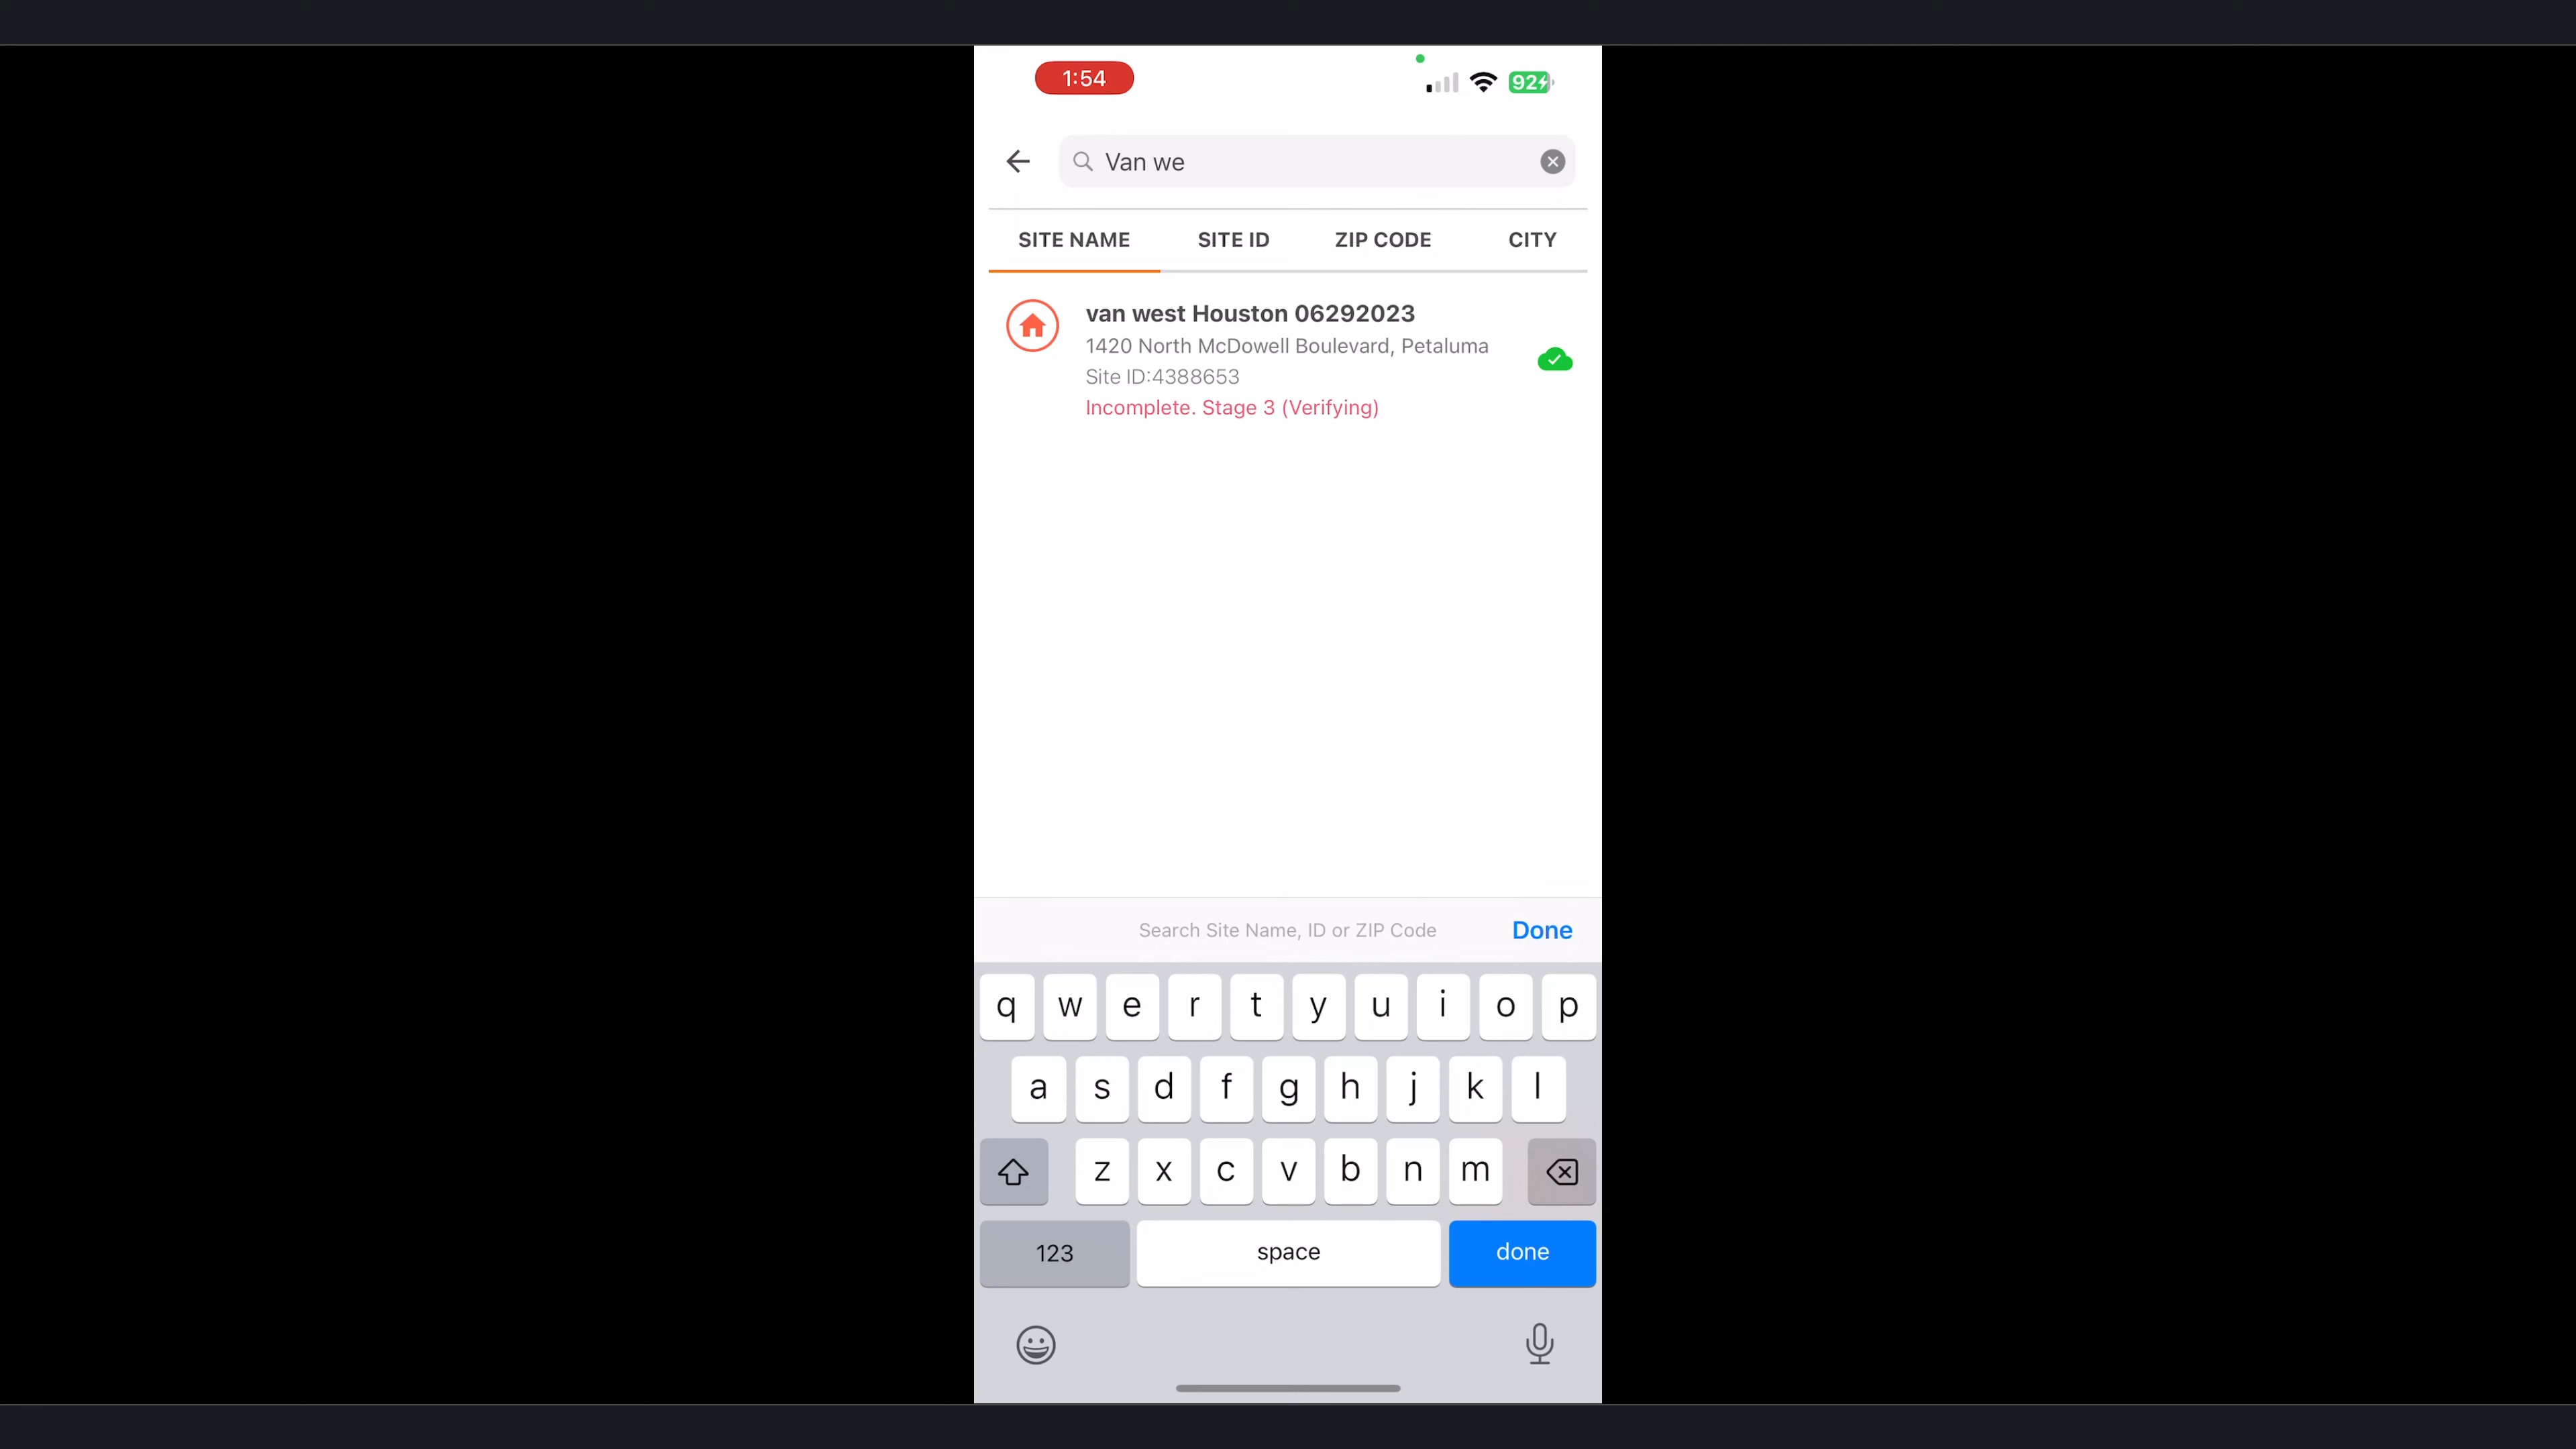 1:54
92
Van we
SITE NAME SITE ID ZIP CODE CITY
van west Houston 06292023
1420 North McDowell Boulevard, Petaluma
Site ID:4388653
Incomplete. Stage 3 (Verifying)
Search Site Name, ID or ZIP Code Done
q w e r t y u i o p
a s d f g h j k l
z x c v b n m
123 space done